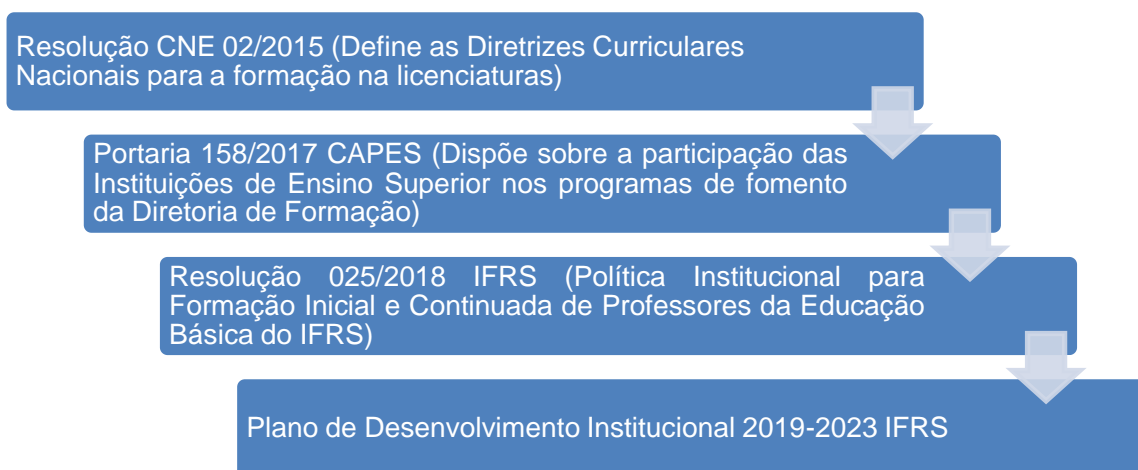 Resolução CNE 02/2015 (Define as Diretrizes Curriculares
Nacionais para a formação na licenciaturas)
Portaria 158/2017 CAPES (Dispõe sobre a participação das
Instituições de Ensino Superior nos programas de fomento
da Diretoria de Formação)
Resolução 025/2018 IFRS (Política Institucional para
Formação Inicial e Continuada de Professores da Educação
Básica do IFRS)
Plano de Desenvolvimento Institucional 2019-2023 IFRS